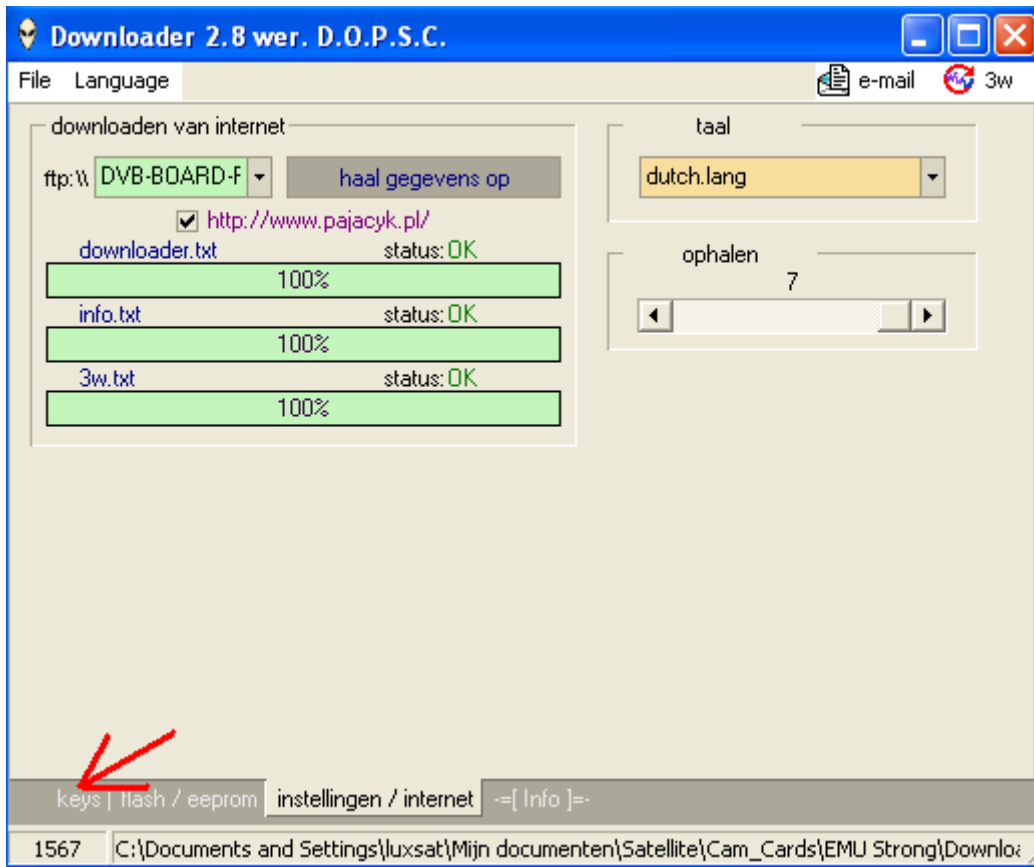 Downloader 2.8 wer. D.O.P.S.C.
File Language e-mail 3w
downloaden van internet
ftp:\\ DVB-BOARD-F haal gegevens op
http://www.pajacyk.pl/
downloader.txt status: OK
100%
info.txt status: OK
100%
3w.txt status: OK
100%
taal
dutch.lang
ophalen
7
keys | flash / eeprom instellingen / internet -=[ Info ]=-
1567 C:\Documents and Settings\luxsat\Mijn documenten\Satellite\Cam_Cards\EMU Strong\Downloa